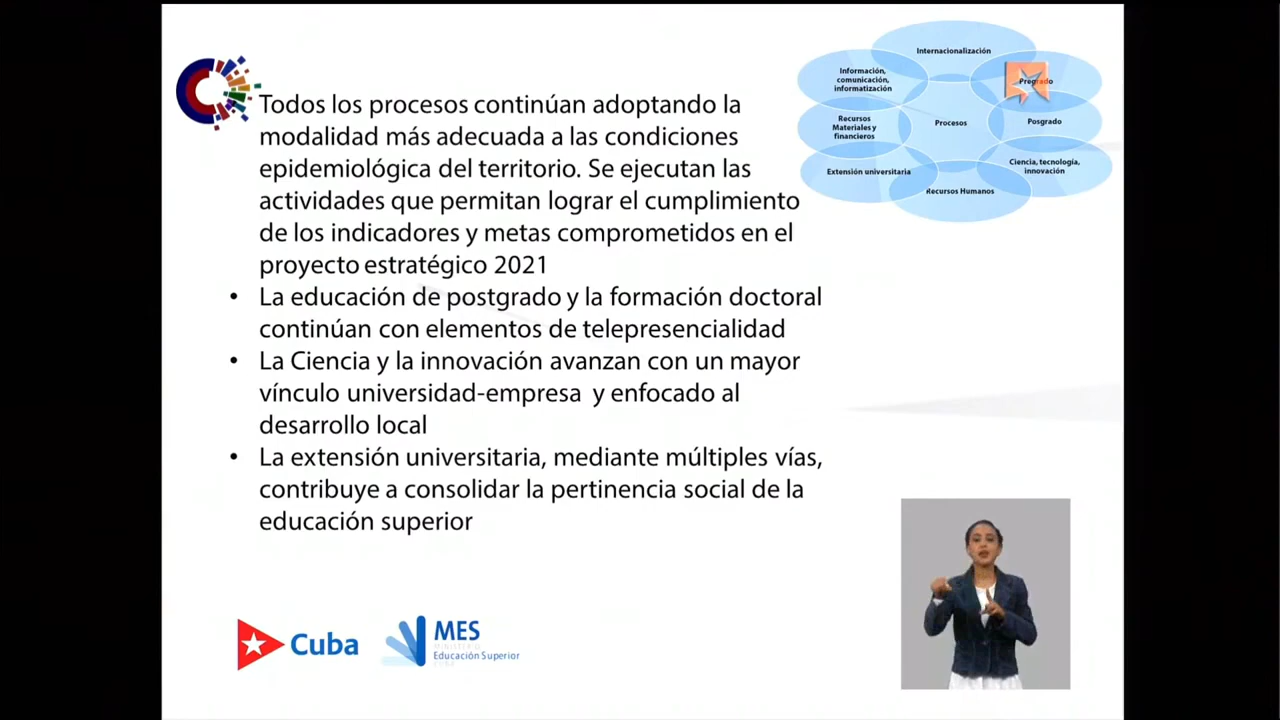 Todos los procesos continúan adoptando la
modalidad más adecuada a las condiciones
epidemiológica del territorio. Se ejecutan las
actividades que permitan lograr el cumplimiento
de los indicadores y metas comprometidos en el
proyecto estratégico 2021
• La educación de postgrado y la formación doctoral
continúan con elementos de telepresencialidad
• La Ciencia y la innovación avanzan con un mayor
vínculo universidad-empresa y enfocado al
desarrollo local
• La extensión universitaria, mediante múltiples vías,
contribuye a consolidar la pertinencia social de la
educación superior
Internacionalización
Información,
comunicación,
informatización
Pregrado
Recursos
Materiales y
financieros
Procesos
Posgrado
Extensión universitaria
Ciencia, tecnología,
innovación
Recursos Humanos
Cuba
MES
MINISTERIO
Educación Superior
CUBA